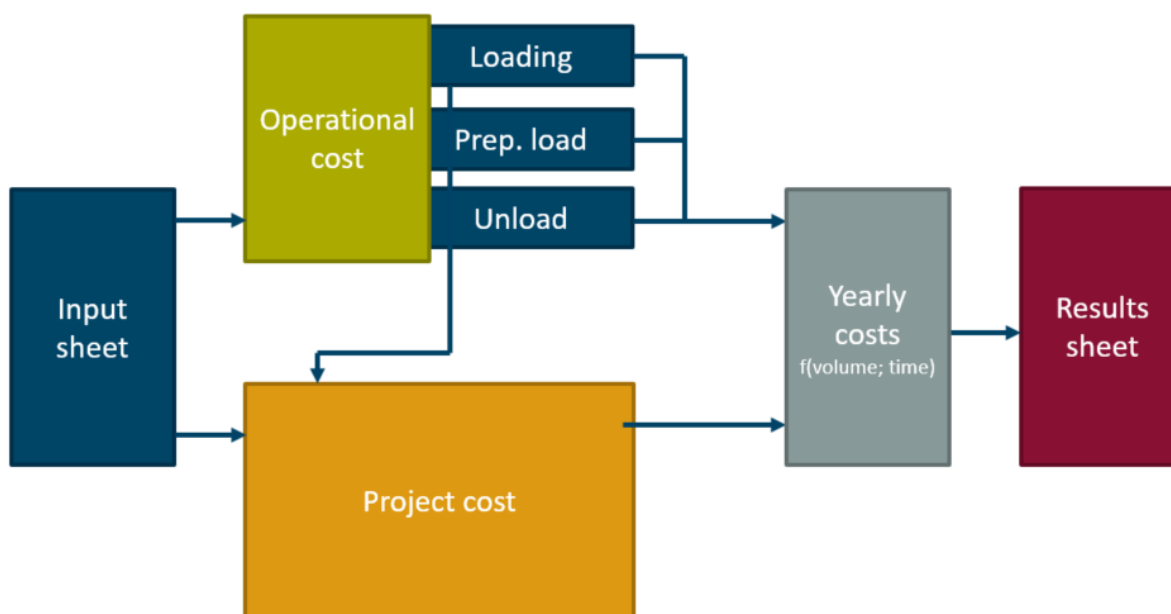 Loading
Operational
cost
Prep. load
Unload
Input
sheet
Yearly
costs
f(volume; time)
Results
sheet
Project cost